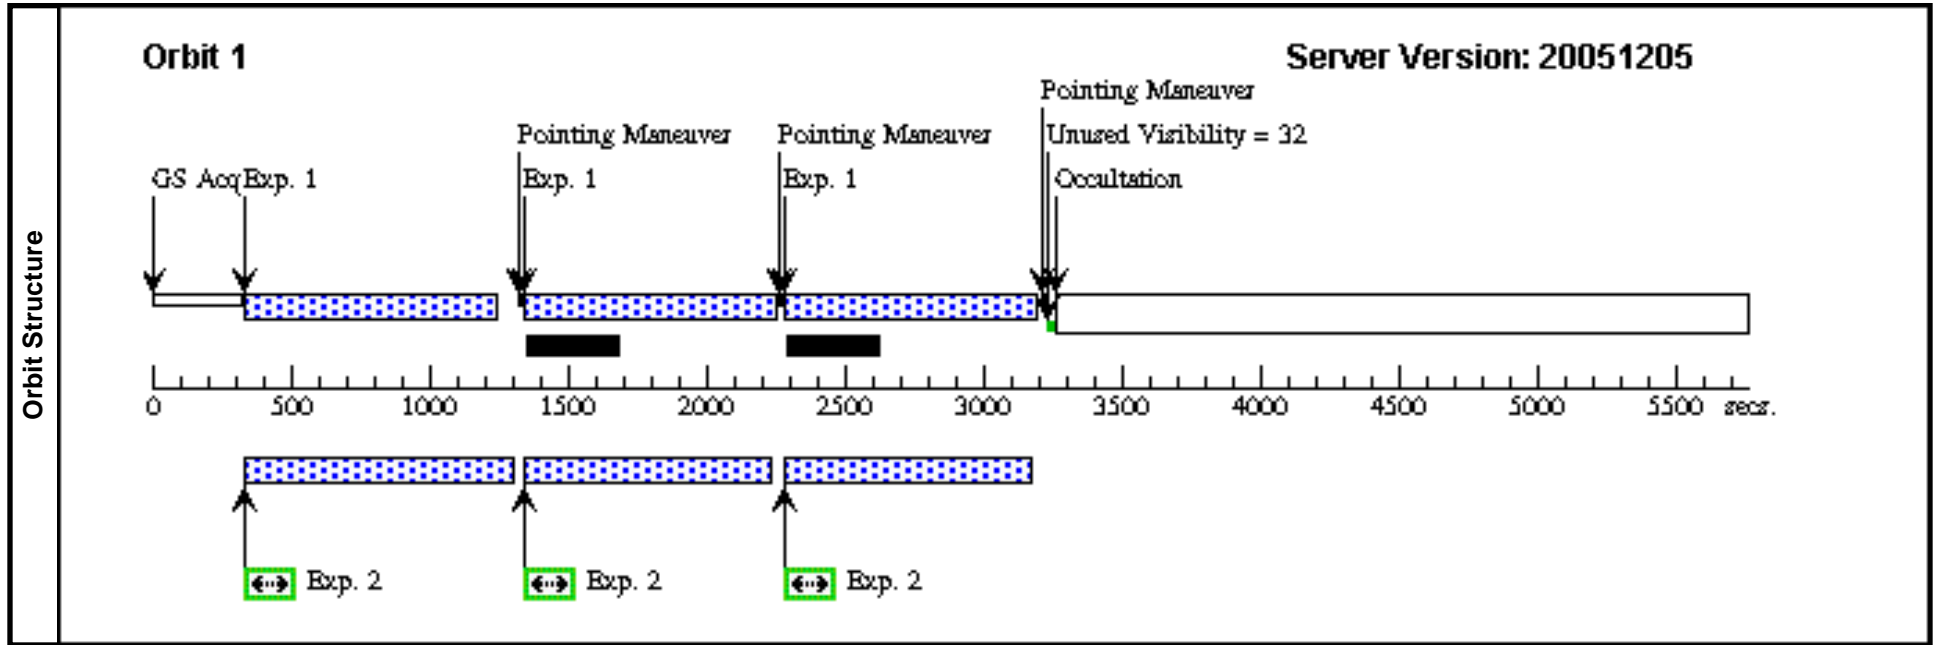 Orbit Structure
Orbit 1
Server Version: 20051205
Pointing Maneuver
Pointing Maneuver
Pointing Maneuver
Unused Visibility = 32
GS Acq
Exp. 1
Exp. 1
Exp. 1
Occultation
0 500 1000 1500 2000 2500 3000 3500 4000 4500 5000 5500 secs.
Exp. 2
Exp. 2
Exp. 2